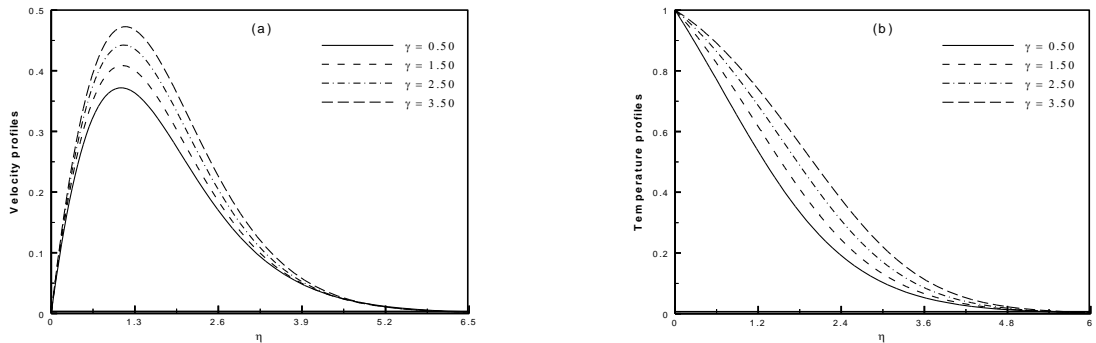 (a)
Velocity profiles
0.5
0.4
0.3
0.2
0.1
0
0 1.3 2.6 3.9 5.2 6.5
η
γ = 0.50
γ = 1.50
γ = 2.50
γ = 3.50
(b)
Temperature profiles
1
0.8
0.6
0.4
0.2
0
0 1.2 2.4 3.6 4.8 6
η
γ = 0.50
γ = 1.50
γ = 2.50
γ = 3.50